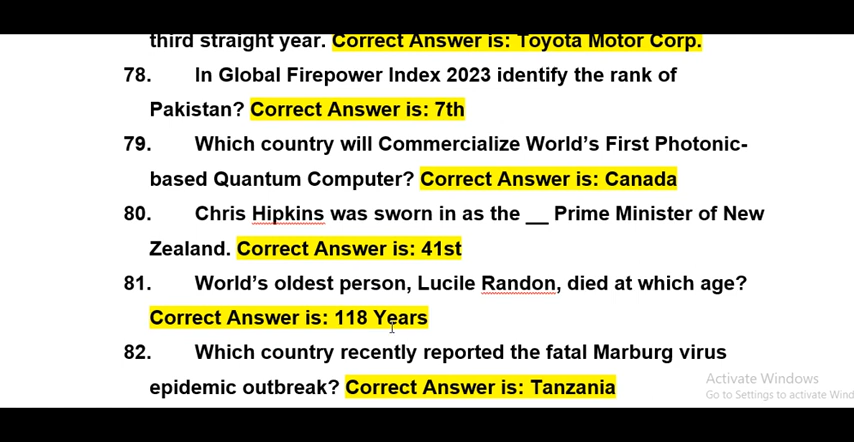 third straight year. Correct Answer is: Toyota Motor Corp.
78. In Global Firepower Index 2023 identify the rank of
Pakistan? Correct Answer is: 7th
79. Which country will Commercialize World’s First Photonic-
based Quantum Computer? Correct Answer is: Canada
80. Chris Hipkins was sworn in as the __ Prime Minister of New
Zealand. Correct Answer is: 41st
81. World’s oldest person, Lucile Randon, died at which age?
Correct Answer is: 118 Years
82. Which country recently reported the fatal Marburg virus
epidemic outbreak? Correct Answer is: Tanzania
Activate Windows
Go to Settings to activate Wind